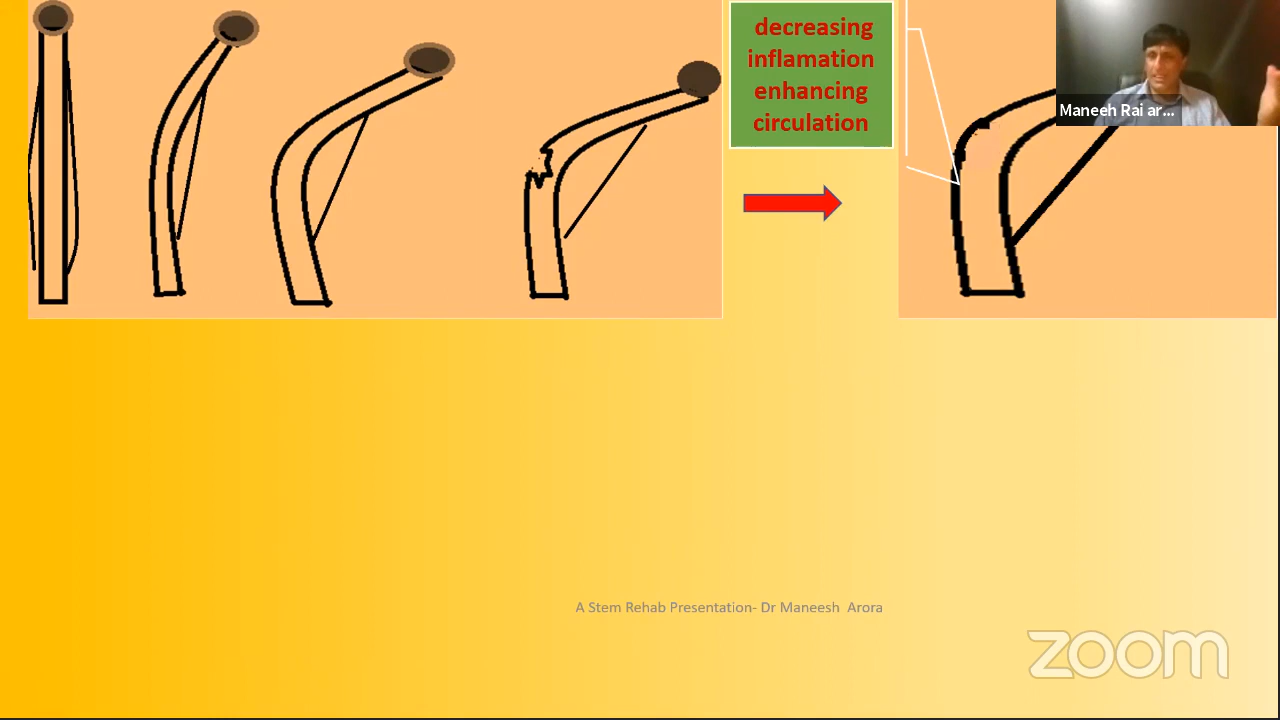 decreasing
inflamation
enhancing
circulation
Maneeh Rai ar...
A Stem Rehab Presentation- Dr Maneesh Arora
zoom